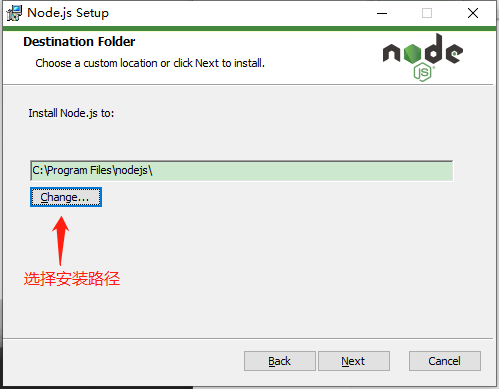 Node.js Setup
Destination Folder
Choose a custom location or click Next to install.
node
JS
Install Node.js to:
C:\Program Files\nodejs\
Change...
选择安装路径
Back
Next
Cancel